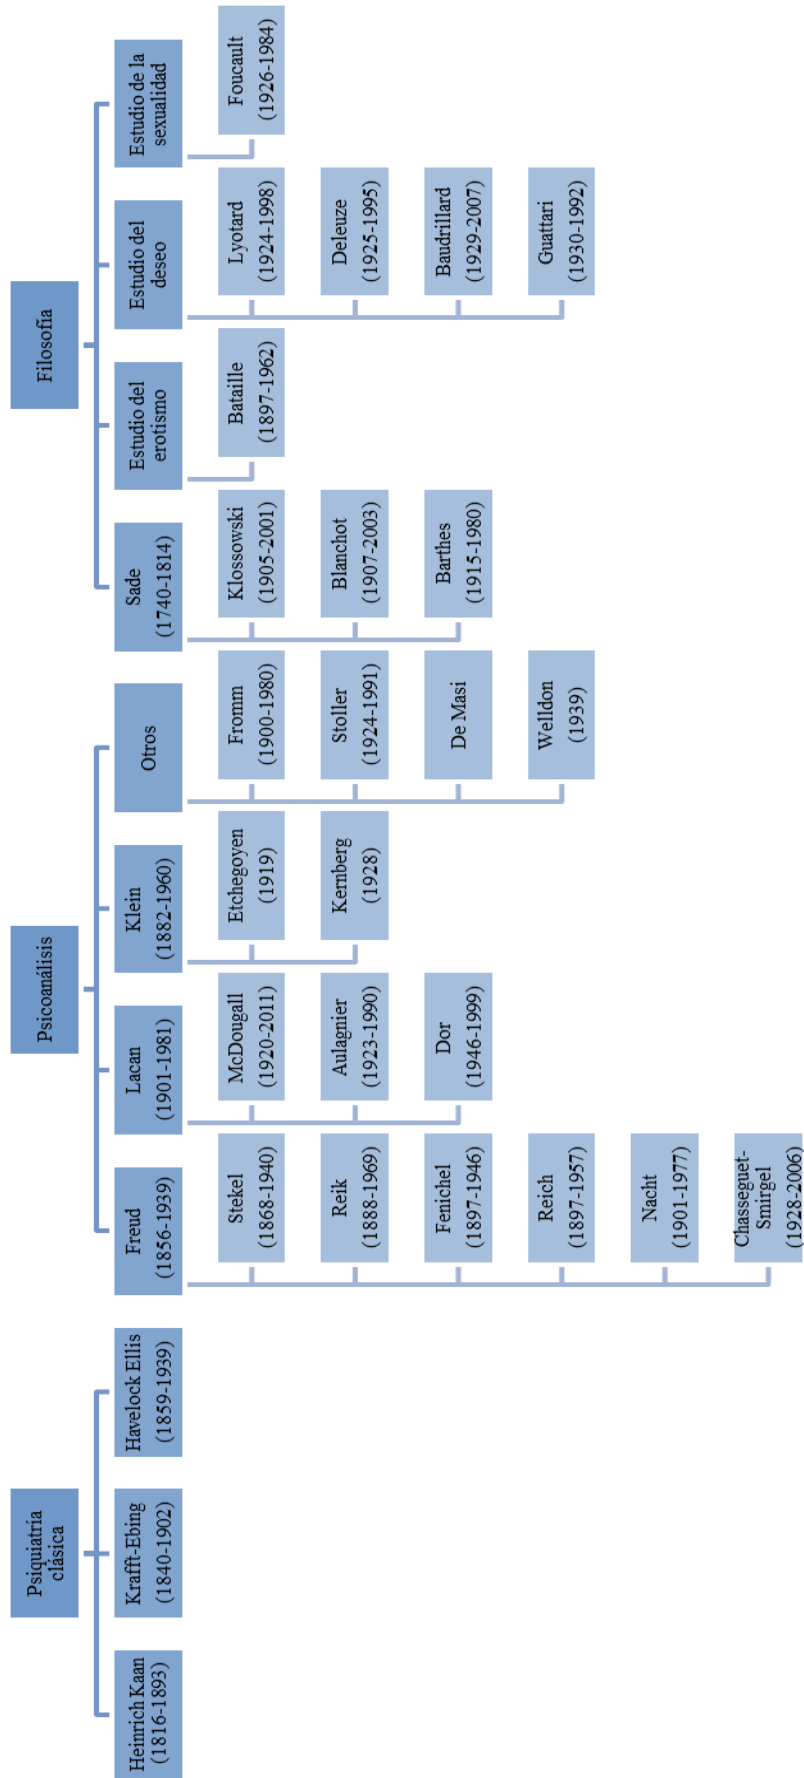 Psiquiatría
clásica
Heinrich Kaan
(1816-1893)
Krafft-Ebing
(1840-1902)
Havelock Ellis
(1859-1939)
Psicoanálisis
Freud
(1856-1939)
Stekel
(1868-1940)
Reik
(1888-1969)
Fenichel
(1897-1946)
Reich
(1897-1957)
Nacht
(1901-1977)
Chasseguet-
Smirgel
(1928-2006)
Lacan
(1901-1981)
McDougall
(1920-2011)
Aulagnier
(1923-1990)
Dor
(1946-1999)
Klein
(1882-1960)
Etchegoyen
(1919)
Kernberg
(1928)
Otros
Fromm
(1900-1980)
Stoller
(1924-1991)
De Masi
Welldon
(1939)
Filosofía
Sade
(1740-1814)
Klossowski
(1905-2001)
Blanchot
(1907-2003)
Barthes
(1915-1980)
Estudio del
erotismo
Bataille
(1897-1962)
Estudio del
deseo
Lyotard
(1924-1998)
Deleuze
(1925-1995)
Baudrillard
(1929-2007)
Guattari
(1930-1992)
Estudio de la
sexualidad
Foucault
(1926-1984)